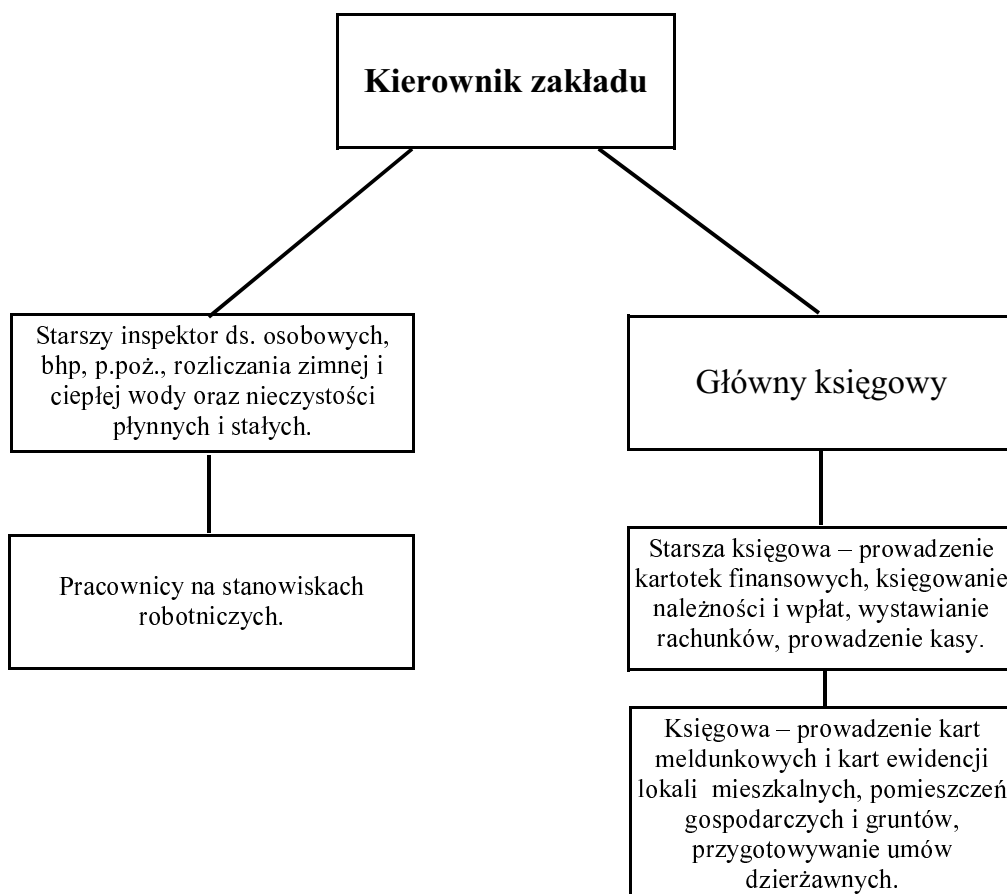 Kierownik zakładu
Starszy inspektor ds. osobowych,
bhp, p.poż., rozliczania zimnej i
ciepłej wody oraz nieczystości
płynnych i stałych.
Główny księgowy
Pracownicy na stanowiskach
robotniczych.
Starsza księgowa – prowadzenie
kartotek finansowych, księgowanie
należności i wpłat, wystawianie
rachunków, prowadzenie kasy.
Księgowa – prowadzenie kart
meldunkowych i kart ewidencji
lokali mieszkalnych, pomieszczeń
gospodarczych i gruntów,
przygotowywanie umów
dzierżawnych.